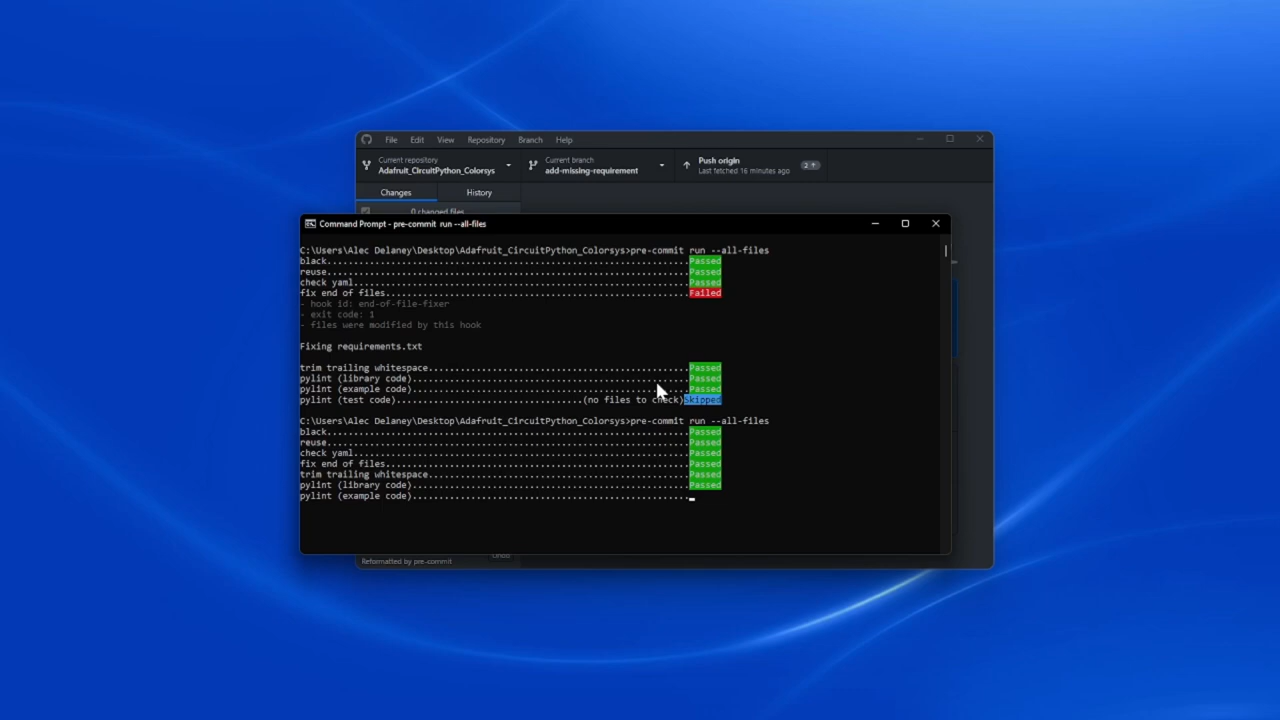 File Edit View Repository Branch Help
Current repository
Adafruit_CircuitPython_Colorsys
Current branch
add-missing-requirement
Push origin
Last fetched 16 minutes ago
2↑
Changes
History
0 changed files
Command Prompt - pre-commit run --all-files
C:\Users\Alec Delaney\Desktop\Adafruit_CircuitPython_Colorsys>pre-commit run --all-files
black....................................................................Passed
reuse....................................................................Passed
check yaml...............................................................Passed
fix end of files.........................................................Failed
- hook id: end-of-file-fixer
- exit code: 1
- files were modified by this hook
Fixing requirements.txt
trim trailing whitespace.................................................Passed
pylint (library code)....................................................Passed
pylint (example code)....................................................Passed
pylint (test code)...................................(no files to check)Skipped
C:\Users\Alec Delaney\Desktop\Adafruit_CircuitPython_Colorsys>pre-commit run --all-files
black....................................................................Passed
reuse....................................................................Passed
check yaml...............................................................Passed
fix end of files.........................................................Passed
trim trailing whitespace.................................................Passed
pylint (library code)....................................................Passed
pylint (example code)....................................................
Undo
Reformatted by pre-commit